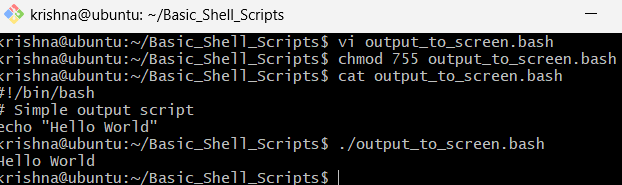 krishna@ubuntu: ~/Basic_Shell_Scripts
krishna@ubuntu:~/Basic_Shell_Scripts$ vi output_to_screen.bash
krishna@ubuntu:~/Basic_Shell_Scripts$ chmod 755 output_to_screen.bash
krishna@ubuntu:~/Basic_Shell_Scripts$ cat output_to_screen.bash
#!/bin/bash
# Simple output script
echo "Hello World"
krishna@ubuntu:~/Basic_Shell_Scripts$ ./output_to_screen.bash
Hello World
krishna@ubuntu:~/Basic_Shell_Scripts$